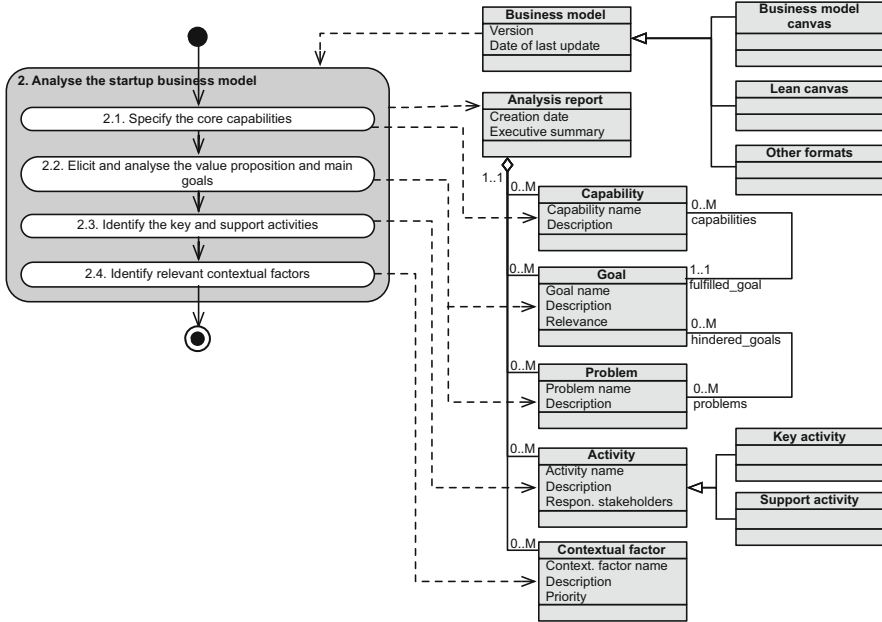 2. Analyse the startup business model
2.1. Specify the core capabilities
2.2. Elicit and analyse the value proposition and main
goals
2.3. Identify the key and support activities
2.4. Identify relevant contextual factors
Business model
Version
Date of last update
Business model
canvas
Lean canvas
Other formats
Analysis report
Creation date
Executive summary
1..1
0..M
Capability
Capability name
Description
0..M
capabilities
0..M
Goal
Goal name
Description
Relevance
1..1
fulfilled_goal
0..M
hindered_goals
0..M
Problem
Problem name
Description
0..M
problems
0..M
Activity
Activity name
Description
Respon. stakeholders
Key activity
Support activity
0..M
Contextual factor
Context. factor name
Description
Priority